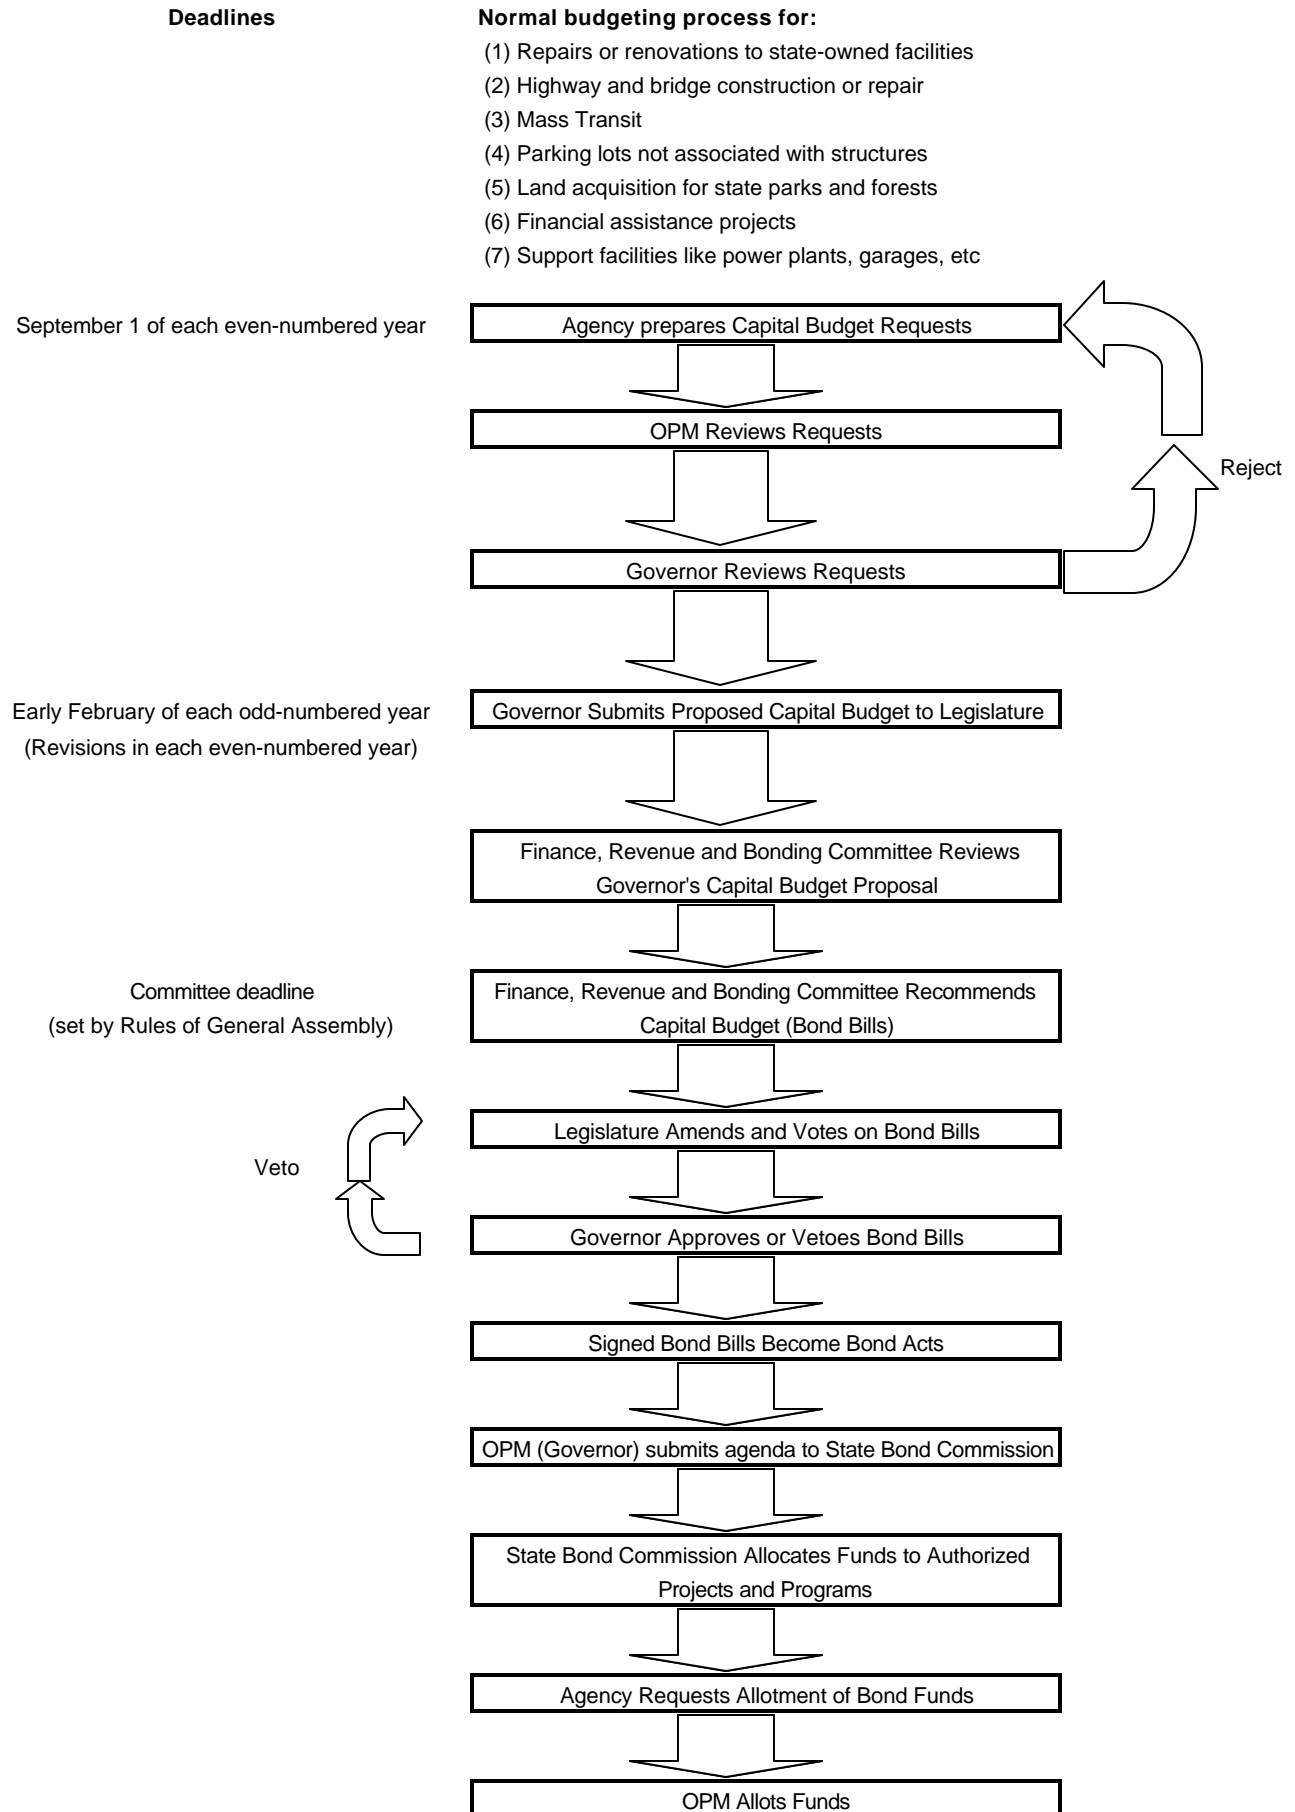 Deadlines
Normal budgeting process for:
(1) Repairs or renovations to state-owned facilities
(2) Highway and bridge construction or repair
(3) Mass Transit
(4) Parking lots not associated with structures
(5) Land acquisition for state parks and forests
(6) Financial assistance projects
(7) Support facilities like power plants, garages, etc
September 1 of each even-numbered year
Agency prepares Capital Budget Requests
OPM Reviews Requests
Reject
Governor Reviews Requests
Early February of each odd-numbered year
(Revisions in each even-numbered year)
Governor Submits Proposed Capital Budget to Legislature
Finance, Revenue and Bonding Committee Reviews
Governor's Capital Budget Proposal
Committee deadline
(set by Rules of General Assembly)
Finance, Revenue and Bonding Committee Recommends
Capital Budget (Bond Bills)
Legislature Amends and Votes on Bond Bills
Veto
Governor Approves or Vetoes Bond Bills
Signed Bond Bills Become Bond Acts
OPM (Governor) submits agenda to State Bond Commission
State Bond Commission Allocates Funds to Authorized
Projects and Programs
Agency Requests Allotment of Bond Funds
OPM Allots Funds